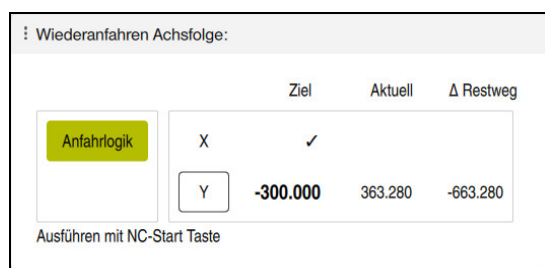 Wiederanfahren Achsfolge:
Ziel Aktuell Δ Restweg
Anfahrlogik X ✓
Y -300.000 363.280 -663.280
Ausführen mit NC-Start Taste